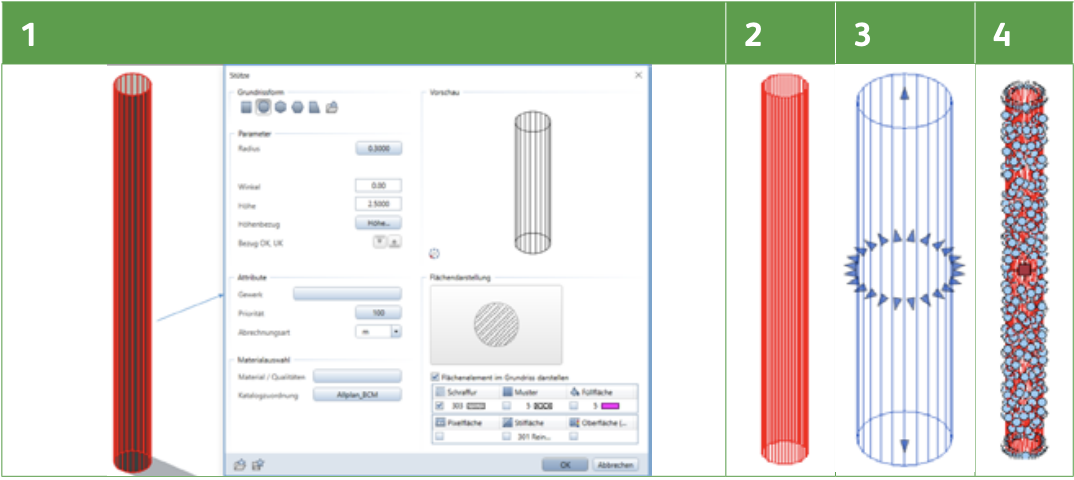 1
2
3
4
Stütze
Grundrissform
Vorschau
Parameter
Radius
0.3000
Winkel
0.00
Höhe
2.5000
Höhenbezug
Höhe...
Bezug OK, UK
Attribute
Flächendarstellung
Gewerk
Priorität
100
Abrechnungsart
m
Materialauswahl
Material / Qualitäten
Katalogzuordnung
Allplan_BCM
Flächenelement im Grundriss darstellen
Schraffur
Muster
Füllfläche
303
5
5
Pixelfläche
Stilfläche
Oberfläche (...
301 Rein...
OK
Abbrechen